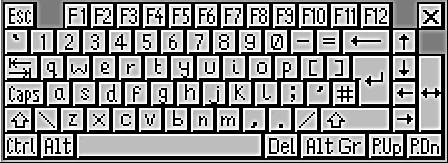 Esc F1 F2 F3 F4 F5 F6 F7 F8 F9 F10 F11 F12 X
` 1 2 3 4 5 6 7 8 9 0 - = ← ↑
↹ q w e r t y u i o p [ ] ↵ ↓
Caps a s d f g h j k l ; ' # ← ↔
⇧ \ z x c v b n m , . / ⇧ →
Ctrl Alt Del Alt Gr P.Up P.Dn